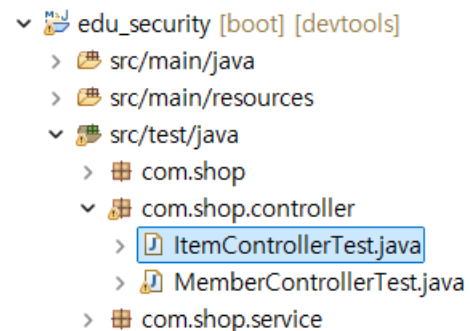 edu_security [boot] [devtools]
src/main/java
src/main/resources
src/test/java
com.shop
com.shop.controller
ItemControllerTest.java
MemberControllerTest.java
com.shop.service